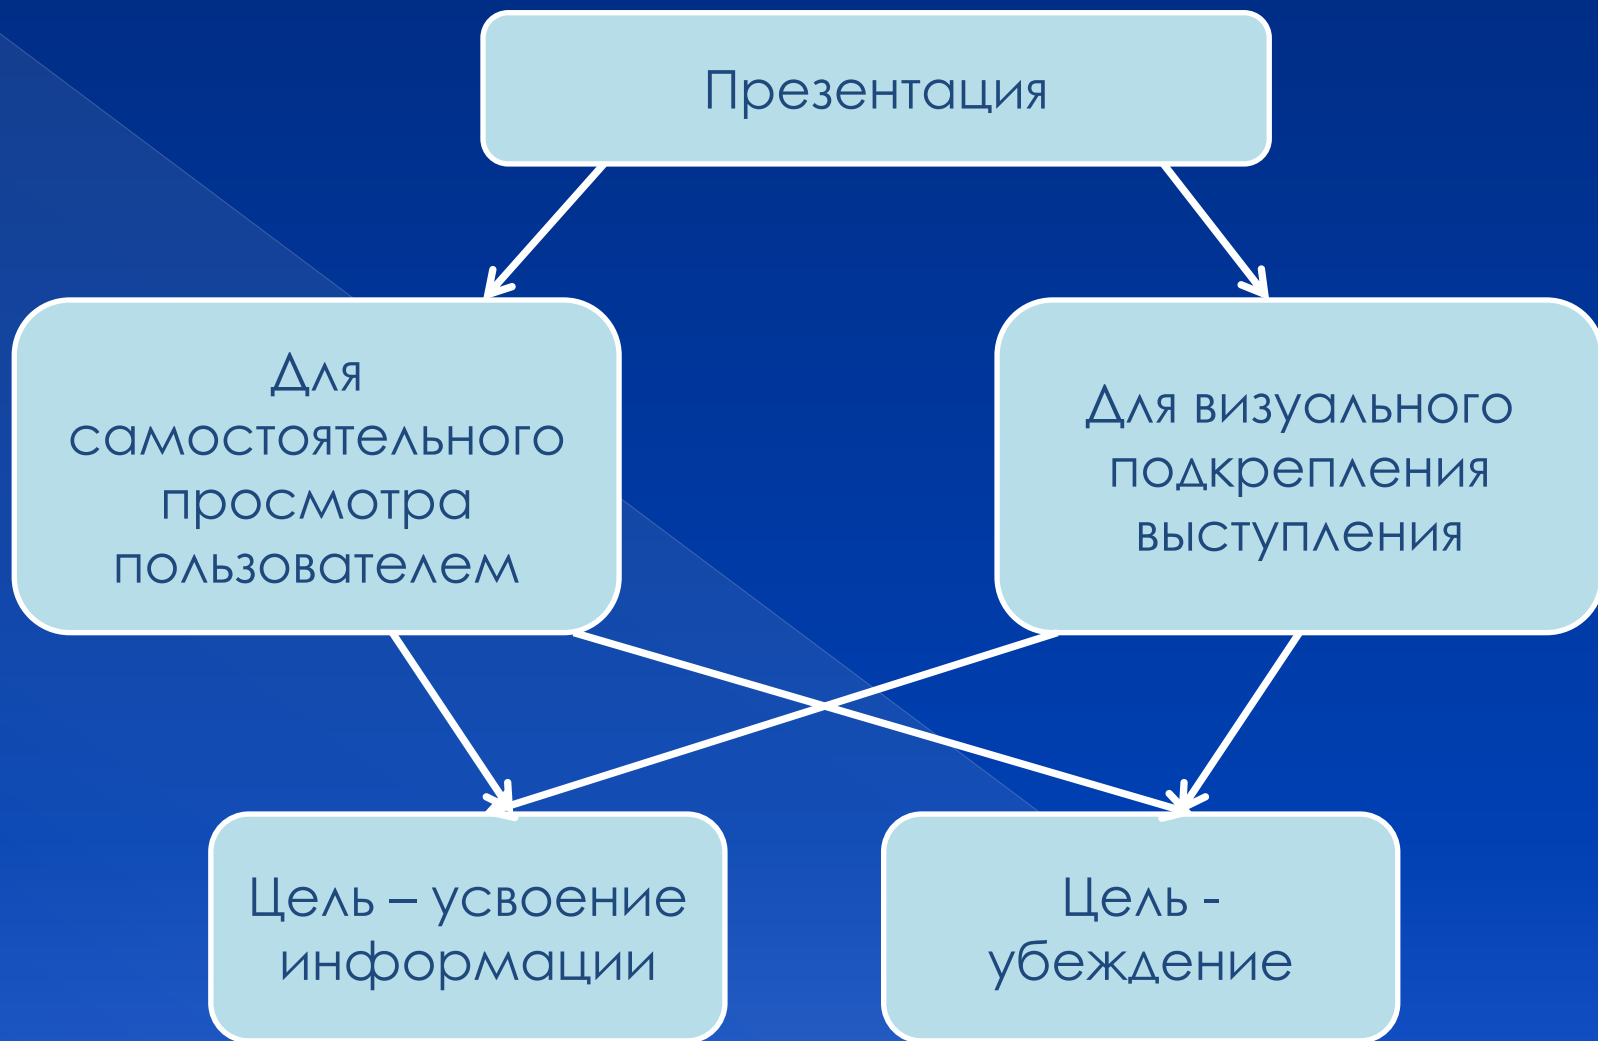 Презентация
Для
самостоятельного
просмотра
пользователем
Для визуального
подкрепления
выступления
Цель – усвоение
информации
Цель -
убеждение